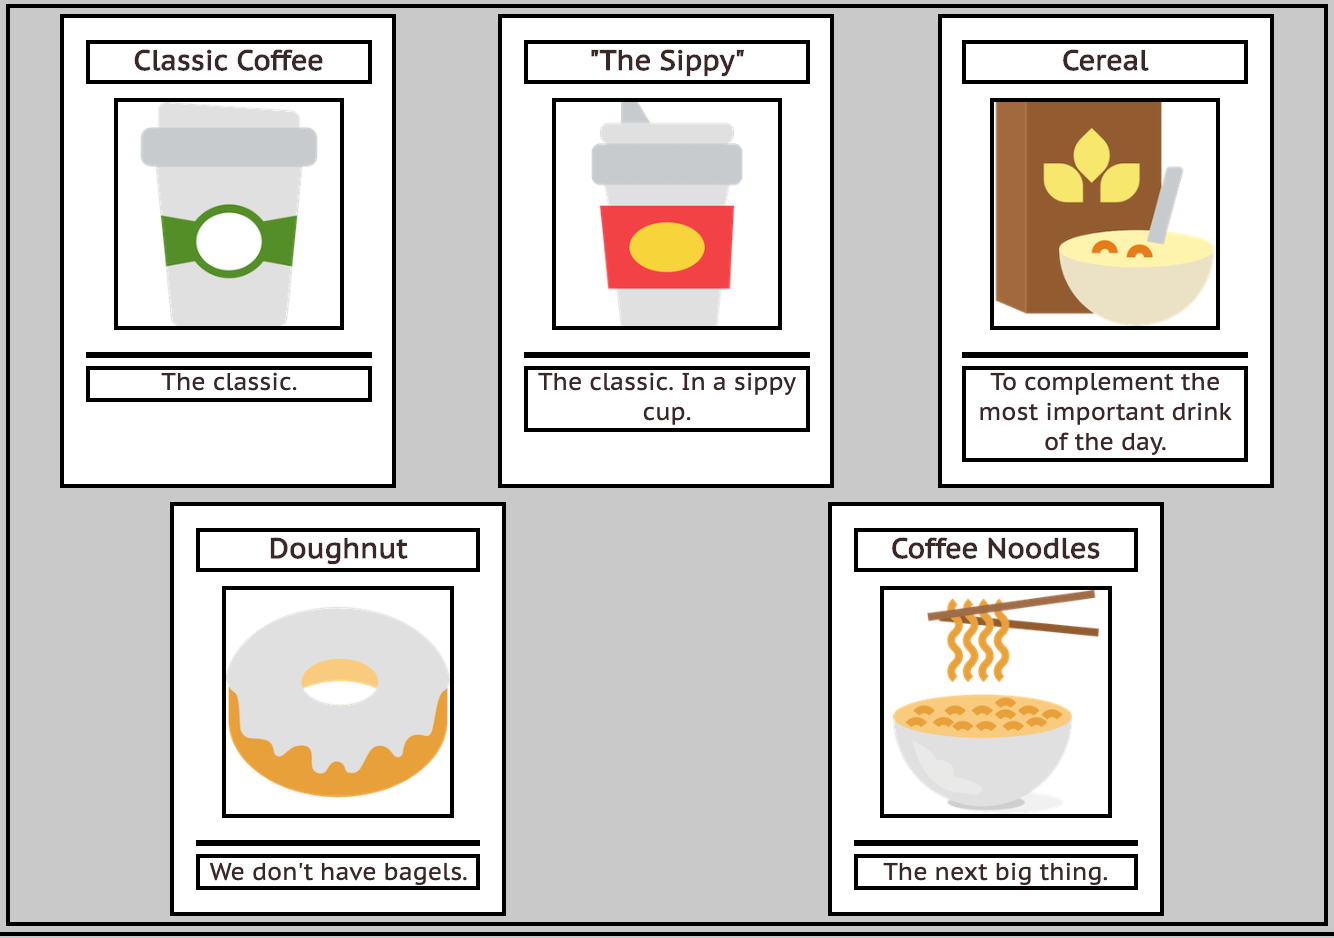 Classic Coffee
The classic.
"The Sippy"
The classic. In a sippy
cup.
Cereal
To complement the
most important drink
of the day.
Doughnut
We don't have bagels.
Coffee Noodles
The next big thing.